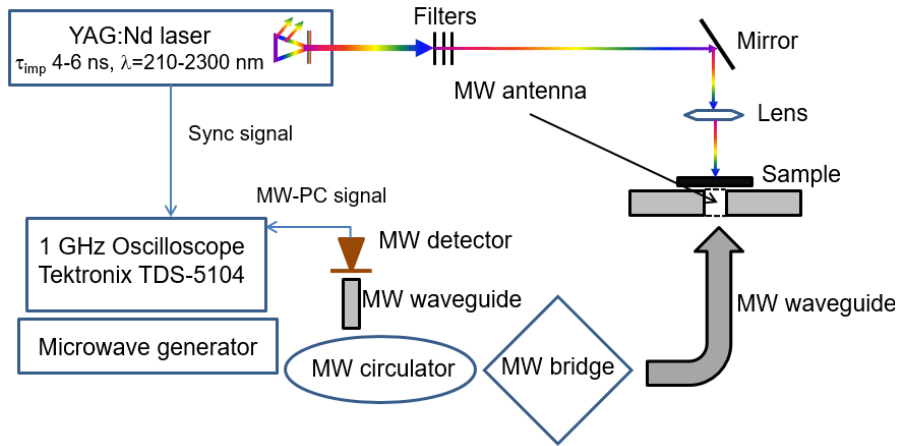 YAG:Nd laser
τimp 4-6 ns, λ=210-2300 nm
Filters
Mirror
MW antenna
Lens
Sync signal
Sample
MW-PC signal
1 GHz Oscilloscope
Tektronix TDS-5104
MW detector
MW waveguide
MW waveguide
Microwave generator
MW circulator
MW bridge